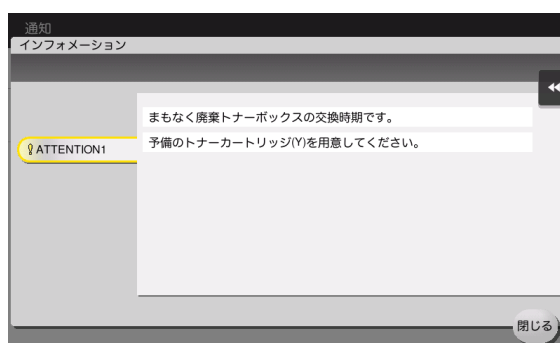 通知
インフォメーション
まもなく廃棄トナーボックスの交換時期です。
予備のトナーカートリッジ(Y)を用意してください。
ATTENTION1
閉じる